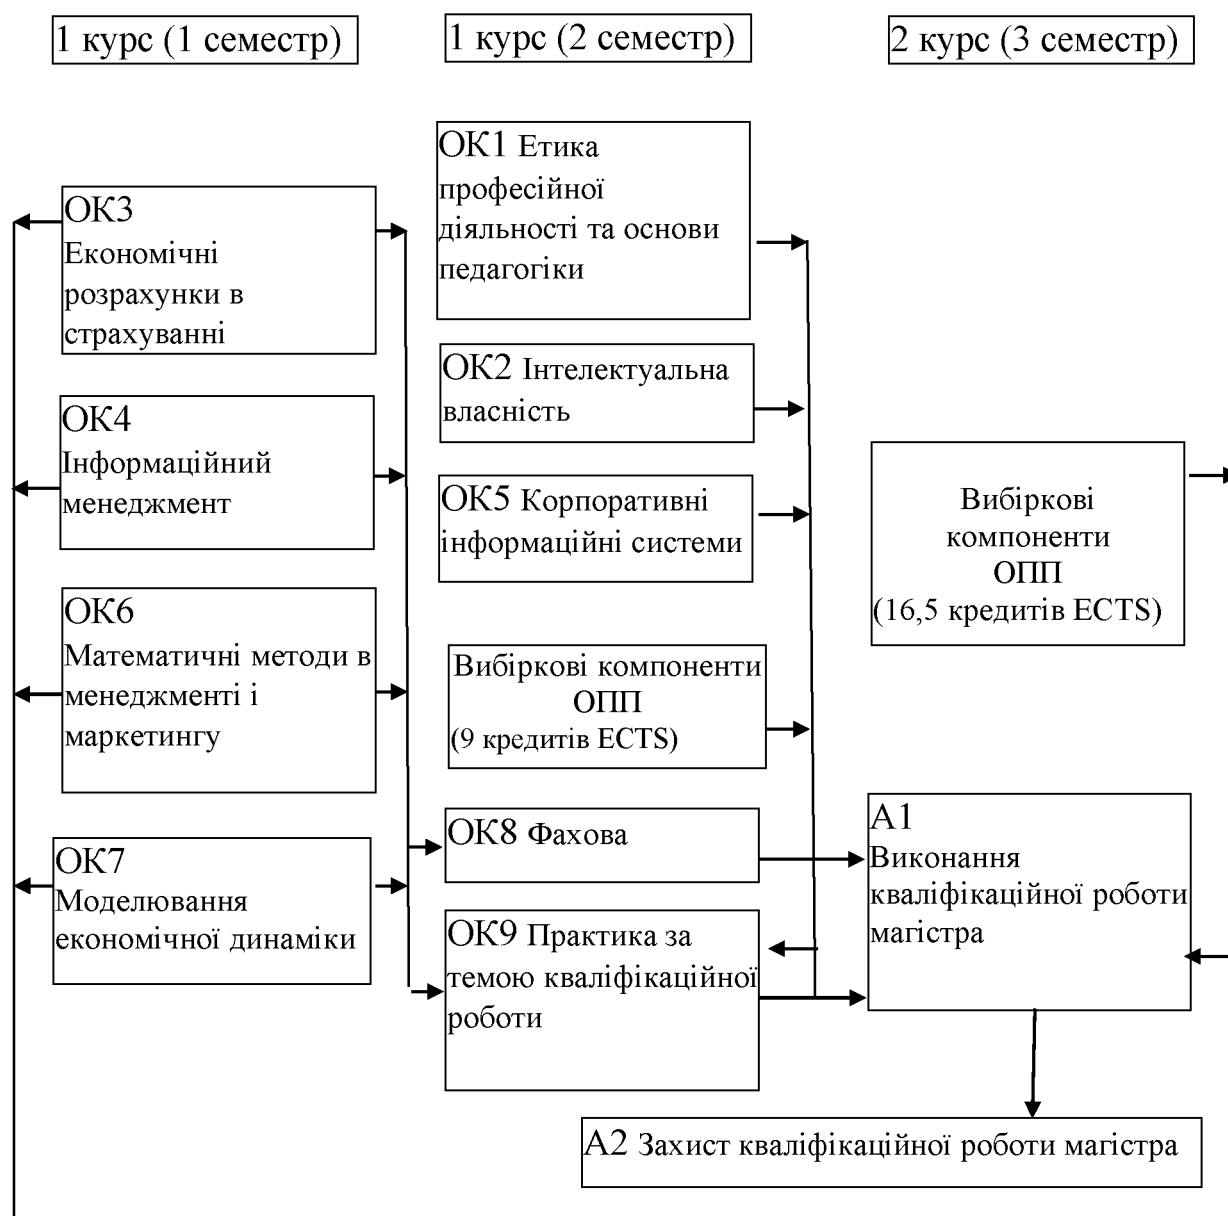 1 курс (1 семестр)
1 курс (2 семестр)
2 курс (3 семестр)
ОК3
Економічні
розрахунки в
страхуванні
ОК4
Інформаційний
менеджмент
ОК6
Математичні методи в
менеджменті і
маркетингу
ОК7
Моделювання
економічної динаміки
ОК1 Етика
професійної
діяльності та основи
педагогіки
ОК2 Інтелектуальна
власність
ОК5 Корпоративні
інформаційні системи
Вибіркові компоненти
ОПП
(9 кредитів ECTS)
ОК8 Фахова
ОК9 Практика за
темою кваліфікаційної
роботи
Вибіркові
компоненти
ОПП
(16,5 кредитів ECTS)
А1
Виконання
кваліфікаційної роботи
магістра
А2 Захист кваліфікаційної роботи магістра